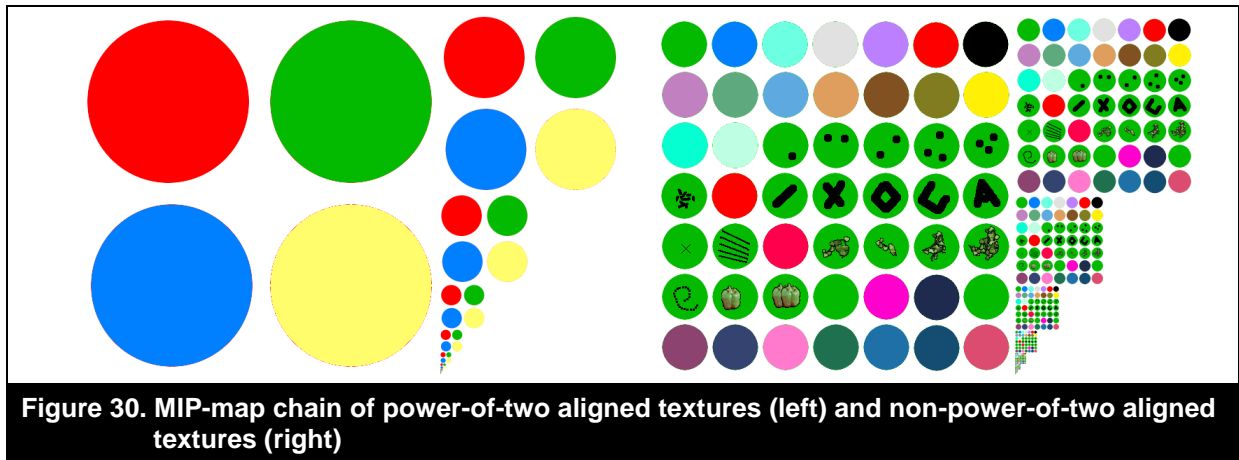 Figure 30. MIP-map chain of power-of-two aligned textures (left) and non-power-of-two aligned
textures (right)